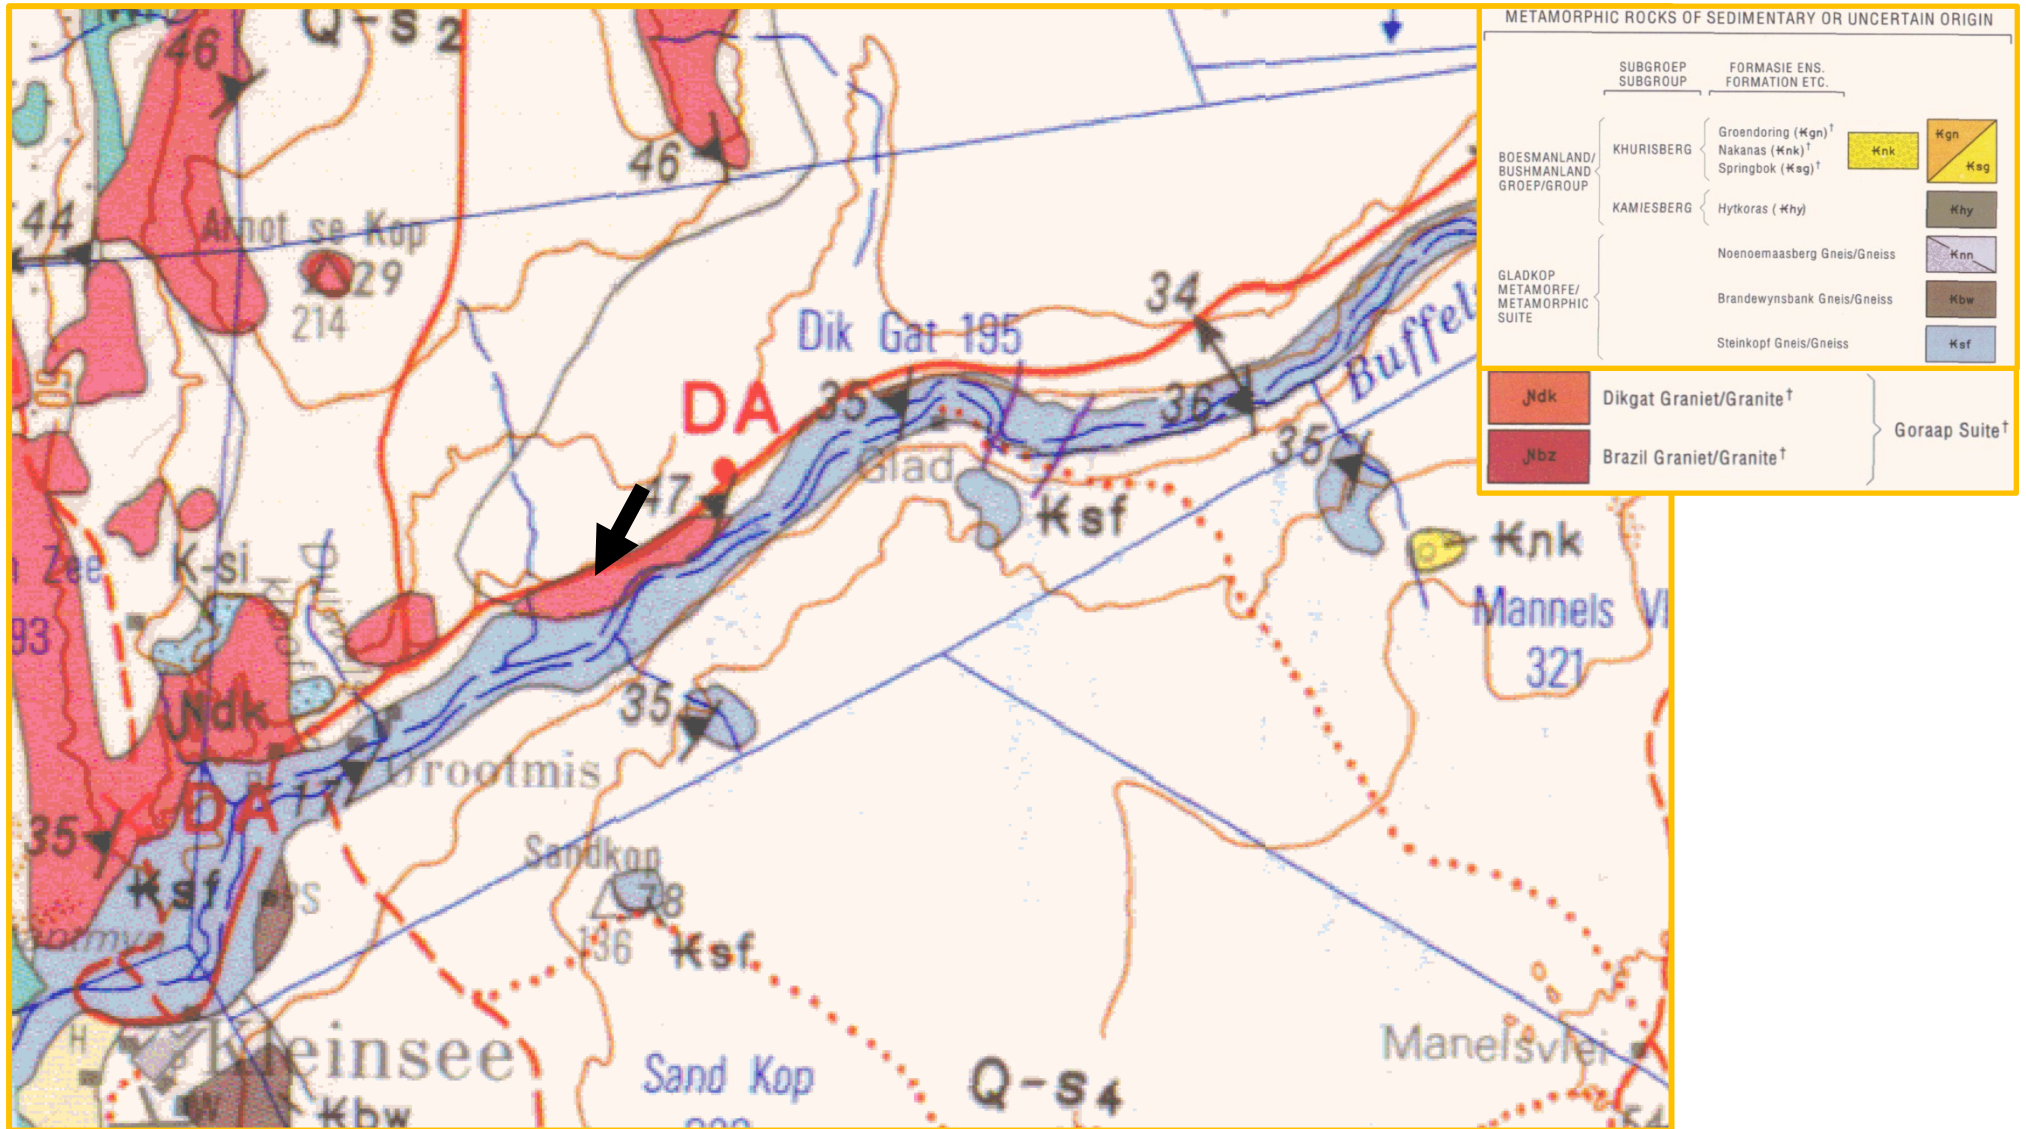 46
Q-s2
46
44
Arnot se Kop
29
214
34
Dik Gat 195
Buffels
DA
35
36
35
47
Glad
Ksf
Knk
Zee
K-si
Mannels Vl
321
93
Ndk
35
Grootmis
DA
17
35
Sandkop
78
136
Ksf
PS
Ksf
Kleinsee
H
W
Kbw
Sand Kop
Q-s4
Manelsvlei
METAMORPHIC ROCKS OF SEDIMENTARY OR UNCERTAIN ORIGIN
SUBGROEP
SUBGROUP
FORMASIE ENS.
FORMATION ETC.
BOESMANLAND/
BUSHMANLAND
GROEP/GROUP
KHURISBERG
Groendoring (Kgn)†
Nakanas (Knk)†
Springbok (Ksg)†
Knk
Kgn
Ksg
KAMIESBERG
Hytkoras (Khy)
Khy
GLADKOP
METAMORFE/
METAMORPHIC
SUITE
Noenoemaasberg Gneis/Gneiss
Knn
Brandewynsbank Gneis/Gneiss
Kbw
Steinkopf Gneis/Gneiss
Ksf
Ndk
Dikgat Graniet/Granite†
Nbz
Brazil Graniet/Granite†
Goraap Suite†